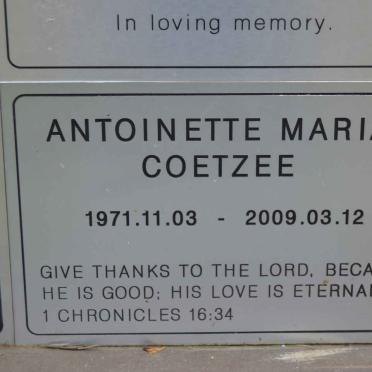 In loving memory.
ANTOINETTE MARIA
COETZEE
1971.11.03 - 2009.03.12
GIVE THANKS TO THE LORD, BECA
HE IS GOOD; HIS LOVE IS ETERNA
1 CHRONICLES 16:34